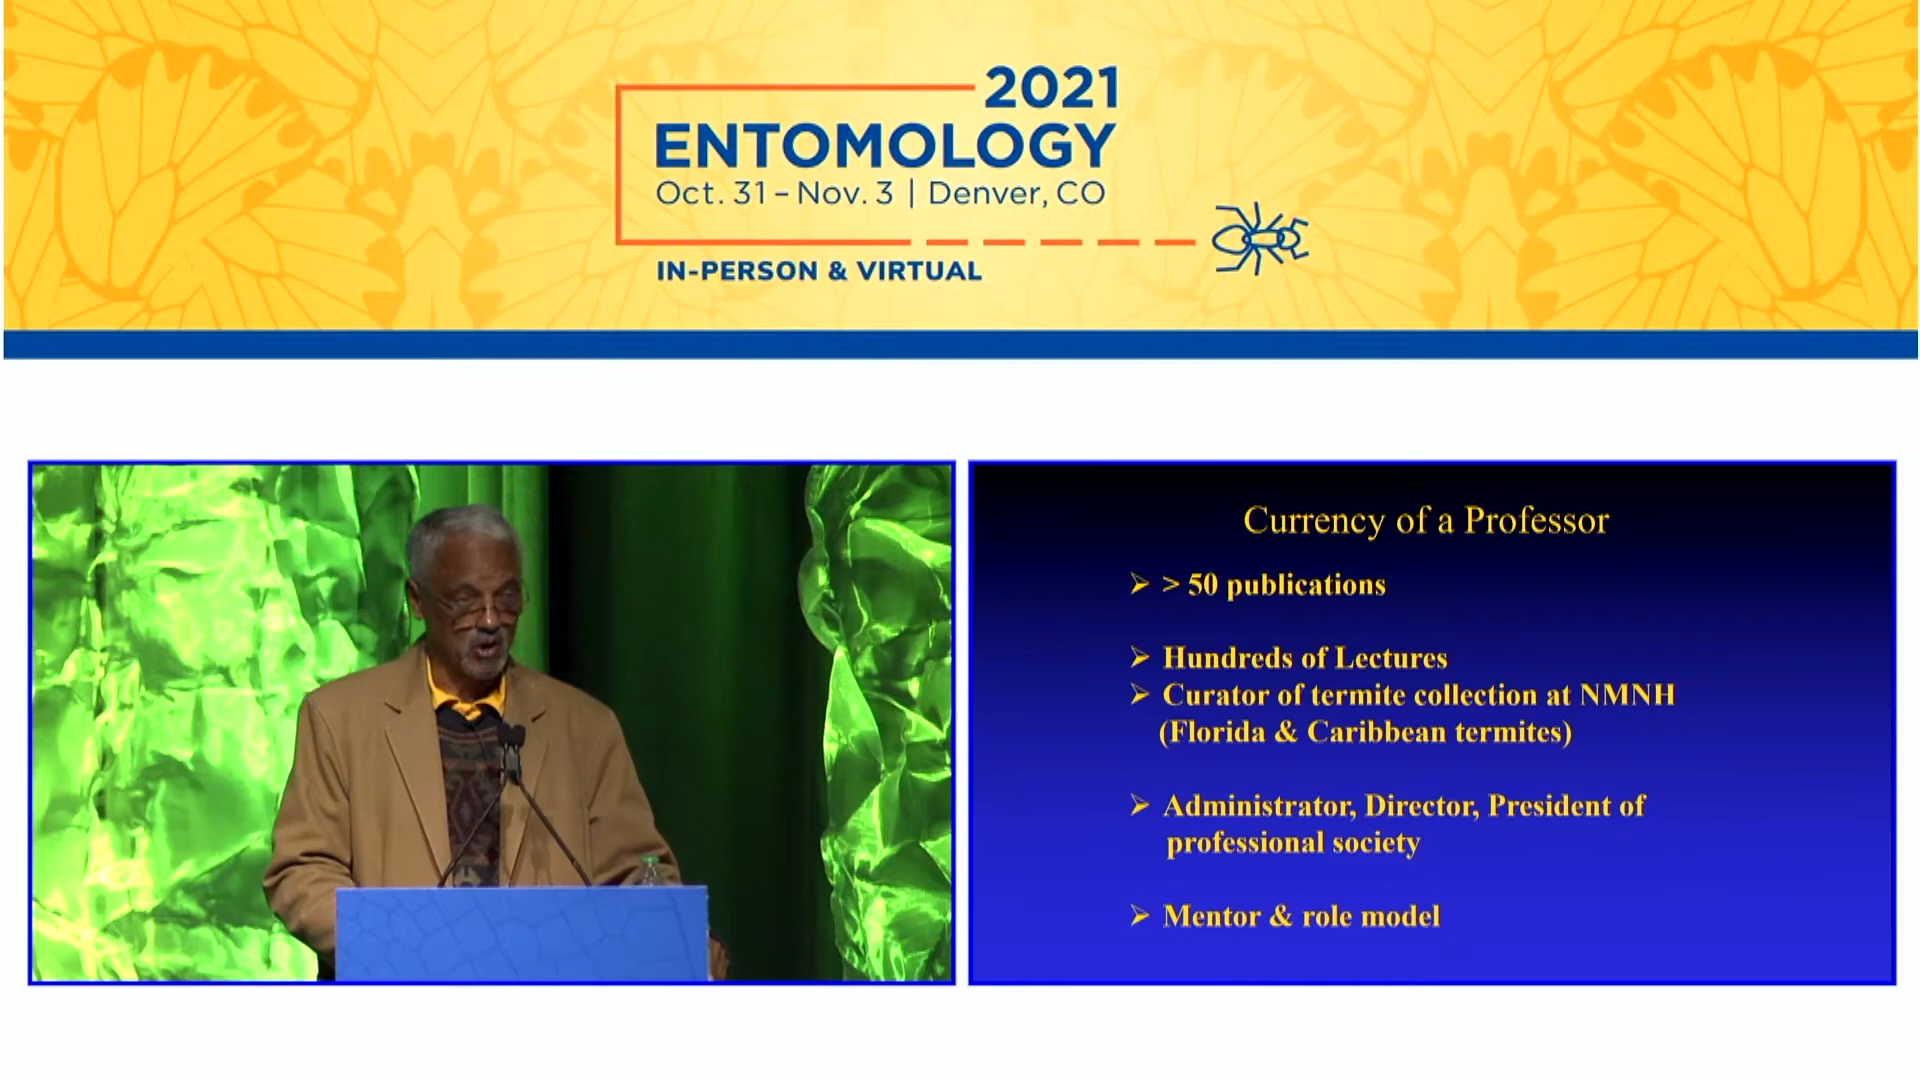 2021
ENTOMOLOGY
Oct. 31 – Nov. 3 | Denver, CO
IN-PERSON & VIRTUAL
Currency of a Professor
➢ > 50 publications
➢ Hundreds of Lectures
➢ Curator of termite collection at NMNH
(Florida & Caribbean termites)
➢ Administrator, Director, President of
professional society
➢ Mentor & role model